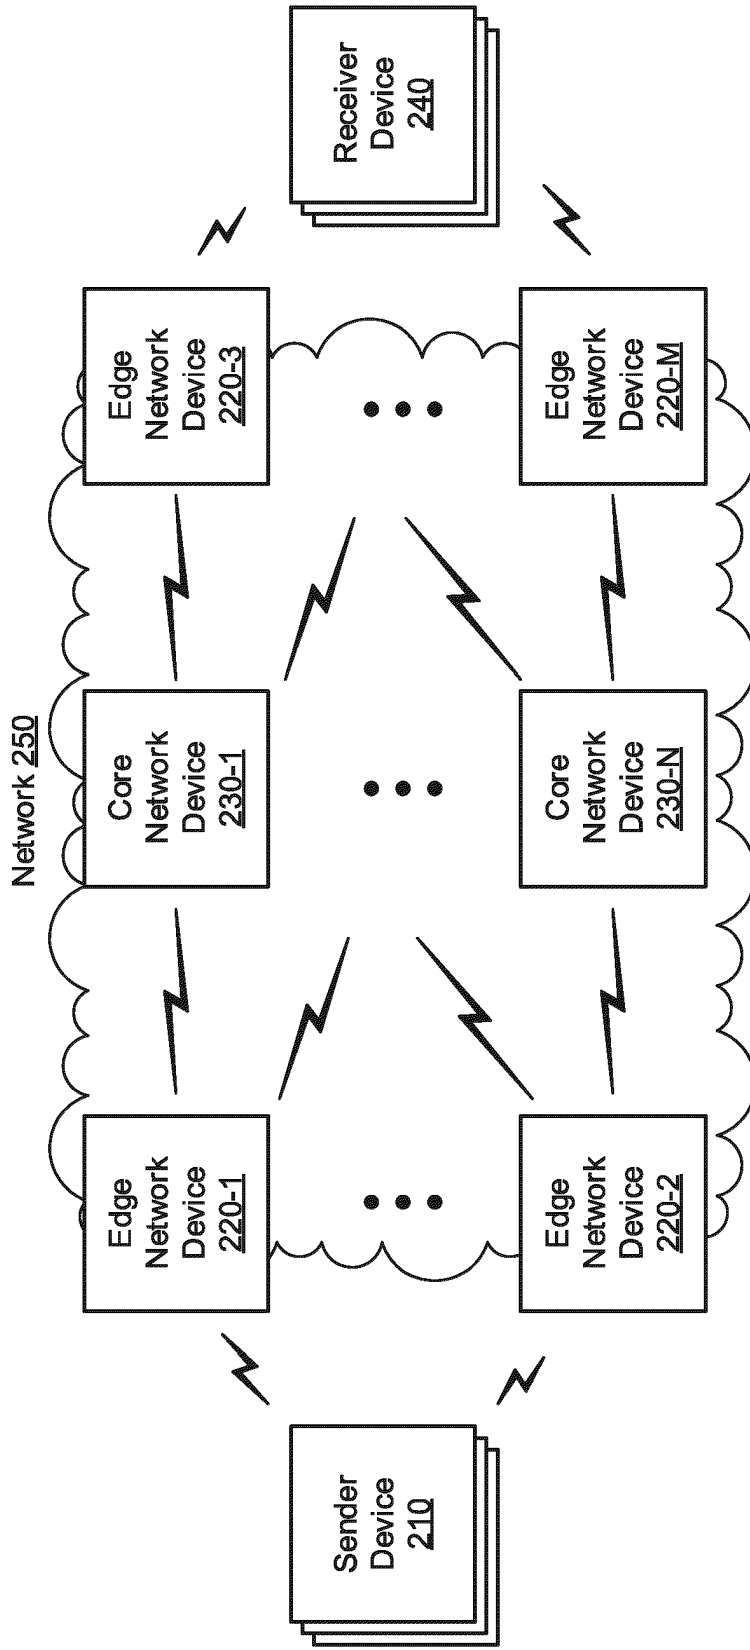 Network 250
Sender
Device
210
Edge
Network
Device
220-1
Edge
Network
Device
220-2
Core
Network
Device
230-1
Core
Network
Device
230-N
Edge
Network
Device
220-3
Edge
Network
Device
220-M
Receiver
Device
240